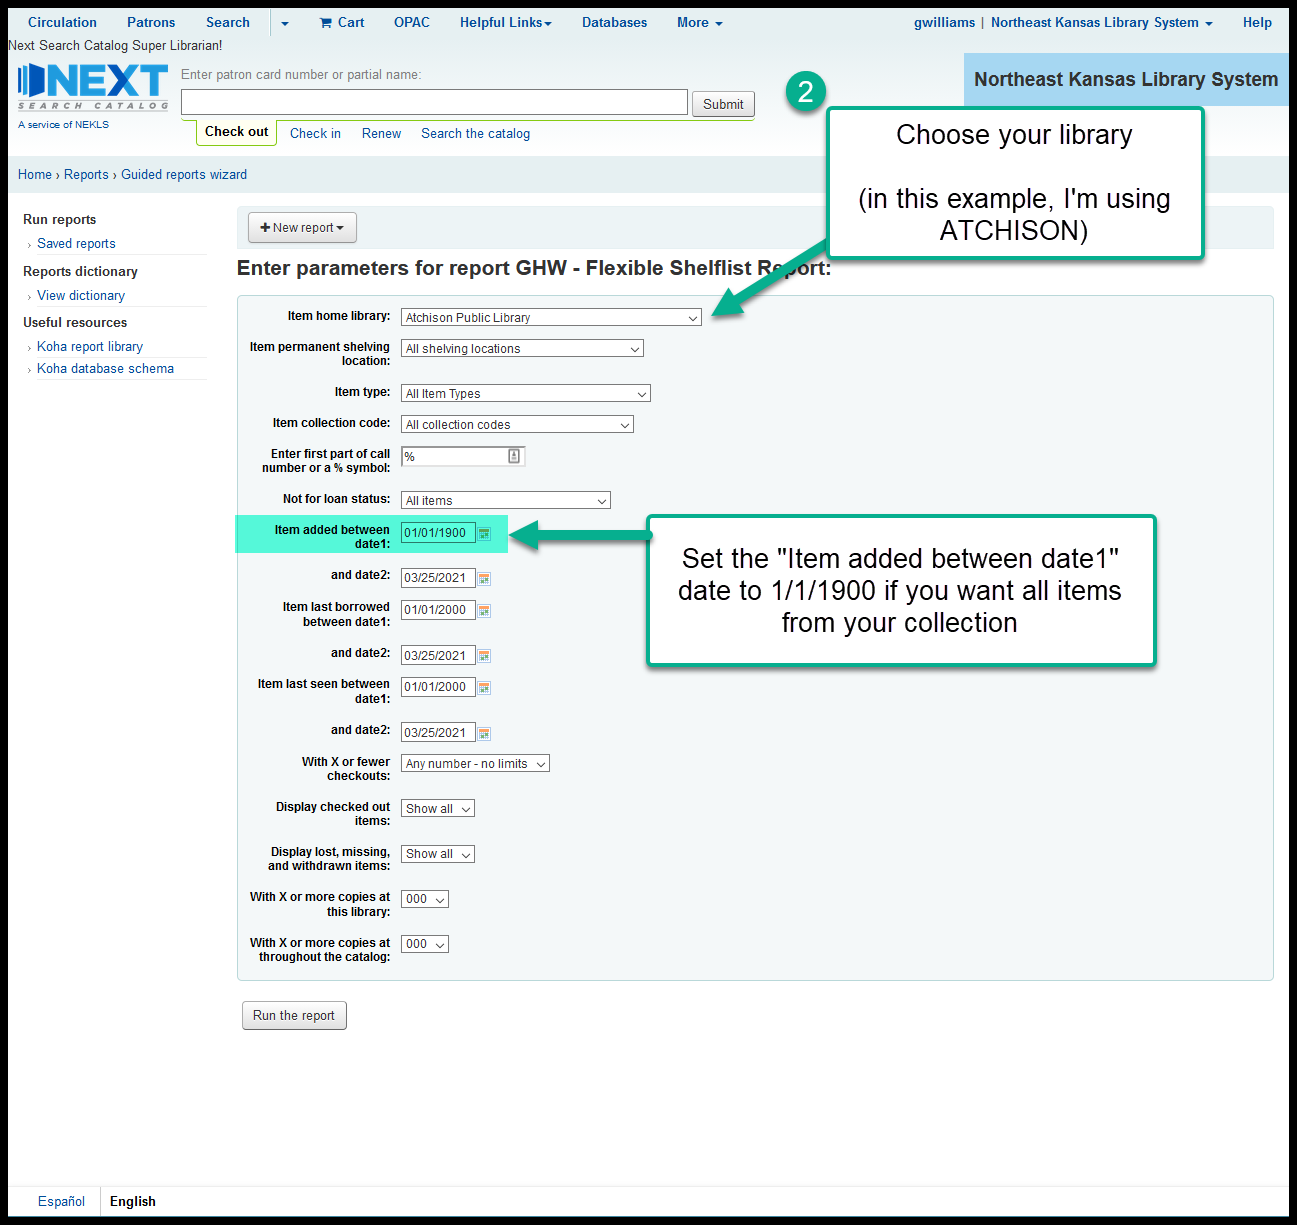 Circulation Patrons Search Cart OPAC Helpful Links Databases More gwilliams | Northeast Kansas Library System Help
Next Search Catalog Super Librarian!
NEXT
SEARCH CATALOG
A service of NEKLS
Enter patron card number or partial name:
Submit
Check out Check in Renew Search the catalog
Northeast Kansas Library System
2
Choose your library
(in this example, I'm using
ATCHISON)
Home › Reports › Guided reports wizard
Run reports
› Saved reports
Reports dictionary
› View dictionary
Useful resources
› Koha report library
› Koha database schema
+ New report
Enter parameters for report GHW - Flexible Shelflist Report:
Item home library: Atchison Public Library
Item permanent shelving
location: All shelving locations
Item type: All Item Types
Item collection code: All collection codes
Enter first part of call
number or a % symbol: %
Not for loan status: All items
Item added between
date1: 01/01/1900
Set the "Item added between date1"
date to 1/1/1900 if you want all items
from your collection
and date2: 03/25/2021
Item last borrowed
between date1: 01/01/2000
and date2: 03/25/2021
Item last seen between
date1: 01/01/2000
and date2: 03/25/2021
With X or fewer
checkouts: Any number - no limits
Display checked out
items: Show all
Display lost, missing,
and withdrawn items: Show all
With X or more copies at
this library: 000
With X or more copies at
throughout the catalog: 000
Run the report
Español English